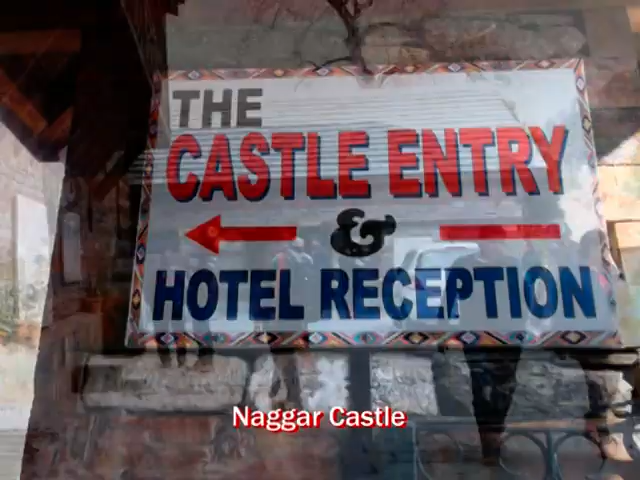 THE
CASTLE ENTRY
&
HOTEL RECEPTION
Naggar Castle